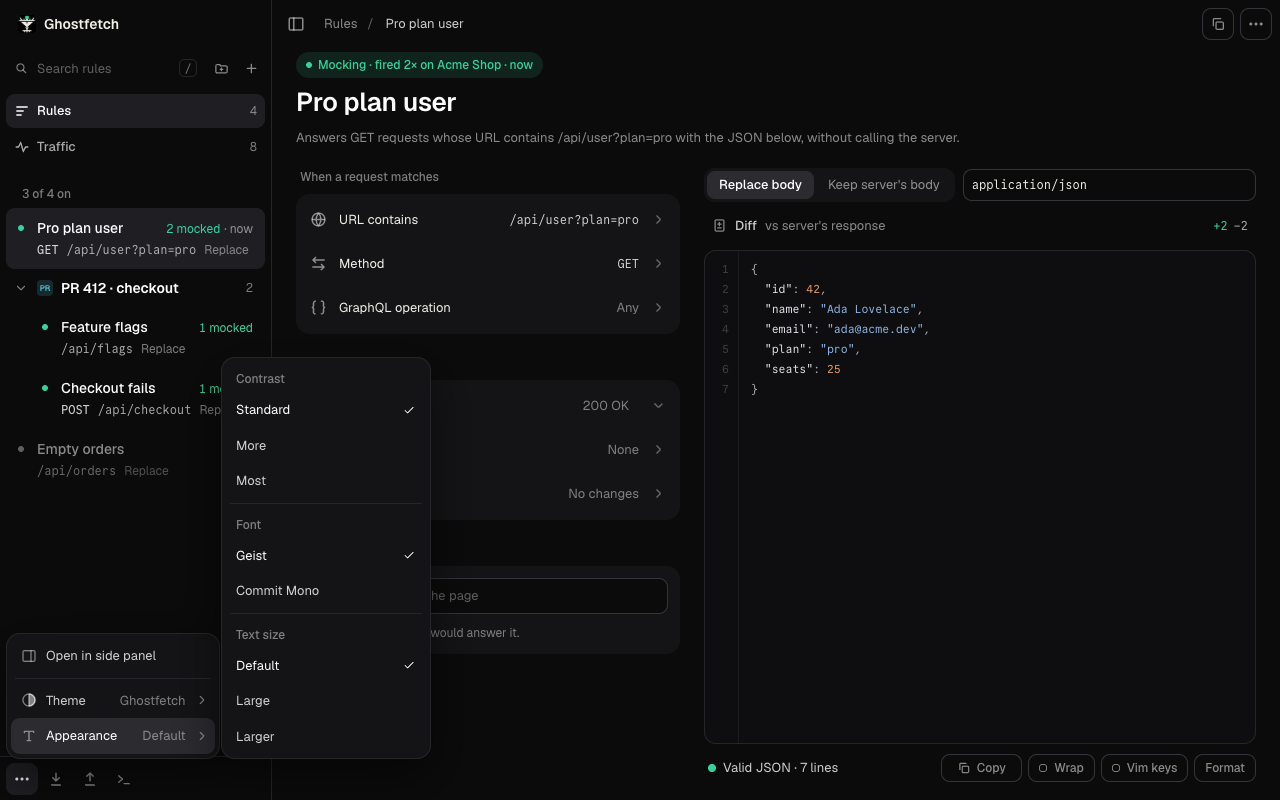 Ghostfetch
Search rules /
Rules 4
Traffic 8
3 of 4 on
Pro plan user 2 mocked · now
GET /api/user?plan=pro Replace
PR PR 412 · checkout 2
Feature flags 1 mocked
/api/flags Replace
Checkout fails
POST /api/checkout
Empty orders
/api/orders Replace
Open in side panel
Theme Ghostfetch
Appearance Default
Contrast
Standard
More
Most
Font
Geist
Commit Mono
Text size
Default
Large
Larger
Rules / Pro plan user
Mocking · fired 2× on Acme Shop · now
Pro plan user
Answers GET requests whose URL contains /api/user?plan=pro with the JSON below, without calling the server.
When a request matches
URL contains /api/user?plan=pro
Method GET
GraphQL operation Any
200 OK
None
No changes
page
would answer it.
Replace body Keep server's body application/json
Diff vs server's response +2 −2
1 {
2 "id": 42,
3 "name": "Ada Lovelace",
4 "email": "ada@acme.dev",
5 "plan": "pro",
6 "seats": 25
7 }
Valid JSON · 7 lines Copy Wrap Vim keys Format